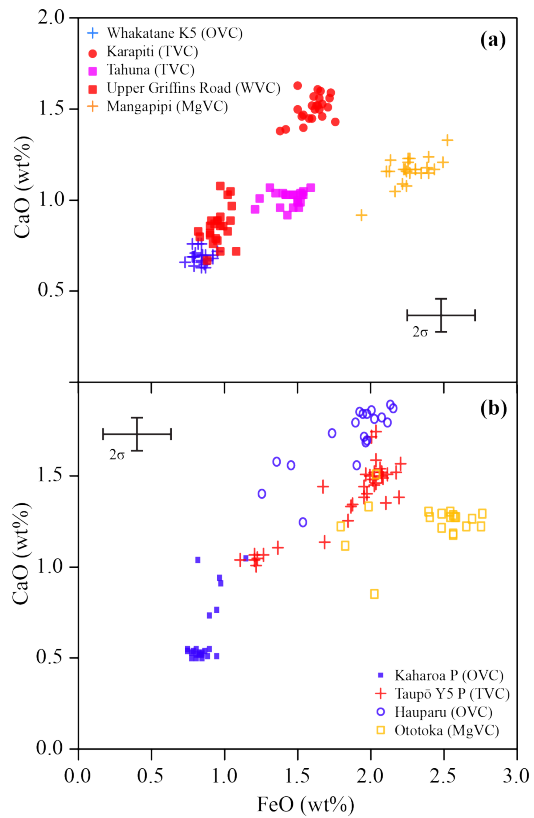 2.0
(a)
Whakatane K5 (OVC)
Karapiti (TVC)
Tahuna (TVC)
Upper Griffins Road (WVC)
Mangapipi (MgVC)
1.5
CaO (wt%)
1.0
0.5
2σ
(b)
2σ
1.5
CaO (wt%)
1.0
0.5
Kaharoa P (OVC)
Taupō Y5 P (TVC)
Hauparu (OVC)
Ototoka (MgVC)
0.0
0.0 0.5 1.0 1.5 2.0 2.5 3.0
FeO (wt%)